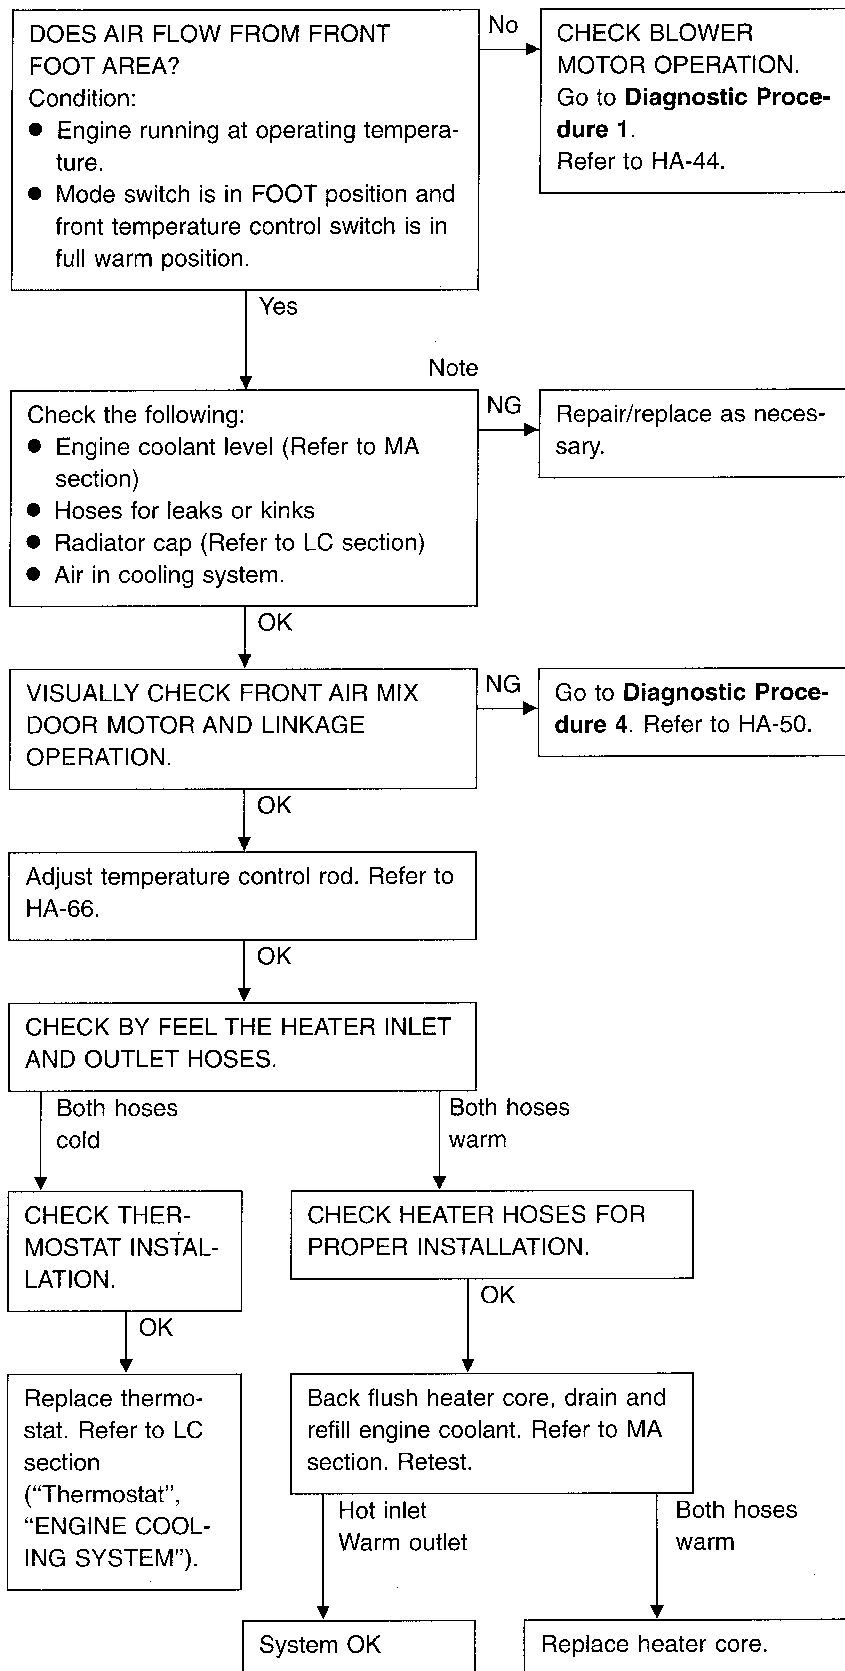 DOES AIR FLOW FROM FRONT
FOOT AREA?
Condition:
● Engine running at operating tempera-
ture.
● Mode switch is in FOOT position and
front temperature control switch is in
full warm position.
No
CHECK BLOWER
MOTOR OPERATION.
Go to Diagnostic Proce-
dure 1.
Refer to HA-44.
Yes
Note
Check the following:
● Engine coolant level (Refer to MA
section)
● Hoses for leaks or kinks
● Radiator cap (Refer to LC section)
● Air in cooling system.
NG
Repair/replace as neces-
sary.
OK
VISUALLY CHECK FRONT AIR MIX
DOOR MOTOR AND LINKAGE
OPERATION.
NG
Go to Diagnostic Proce-
dure 4. Refer to HA-50.
OK
Adjust temperature control rod. Refer to
HA-66.
OK
CHECK BY FEEL THE HEATER INLET
AND OUTLET HOSES.
Both hoses
cold
Both hoses
warm
CHECK THER-
MOSTAT INSTAL-
LATION.
CHECK HEATER HOSES FOR
PROPER INSTALLATION.
OK
OK
Replace thermo-
stat. Refer to LC
section
(“Thermostat”,
“ENGINE COOL-
ING SYSTEM”).
Back flush heater core, drain and
refill engine coolant. Refer to MA
section. Retest.
Hot inlet
Warm outlet
Both hoses
warm
System OK
Replace heater core.